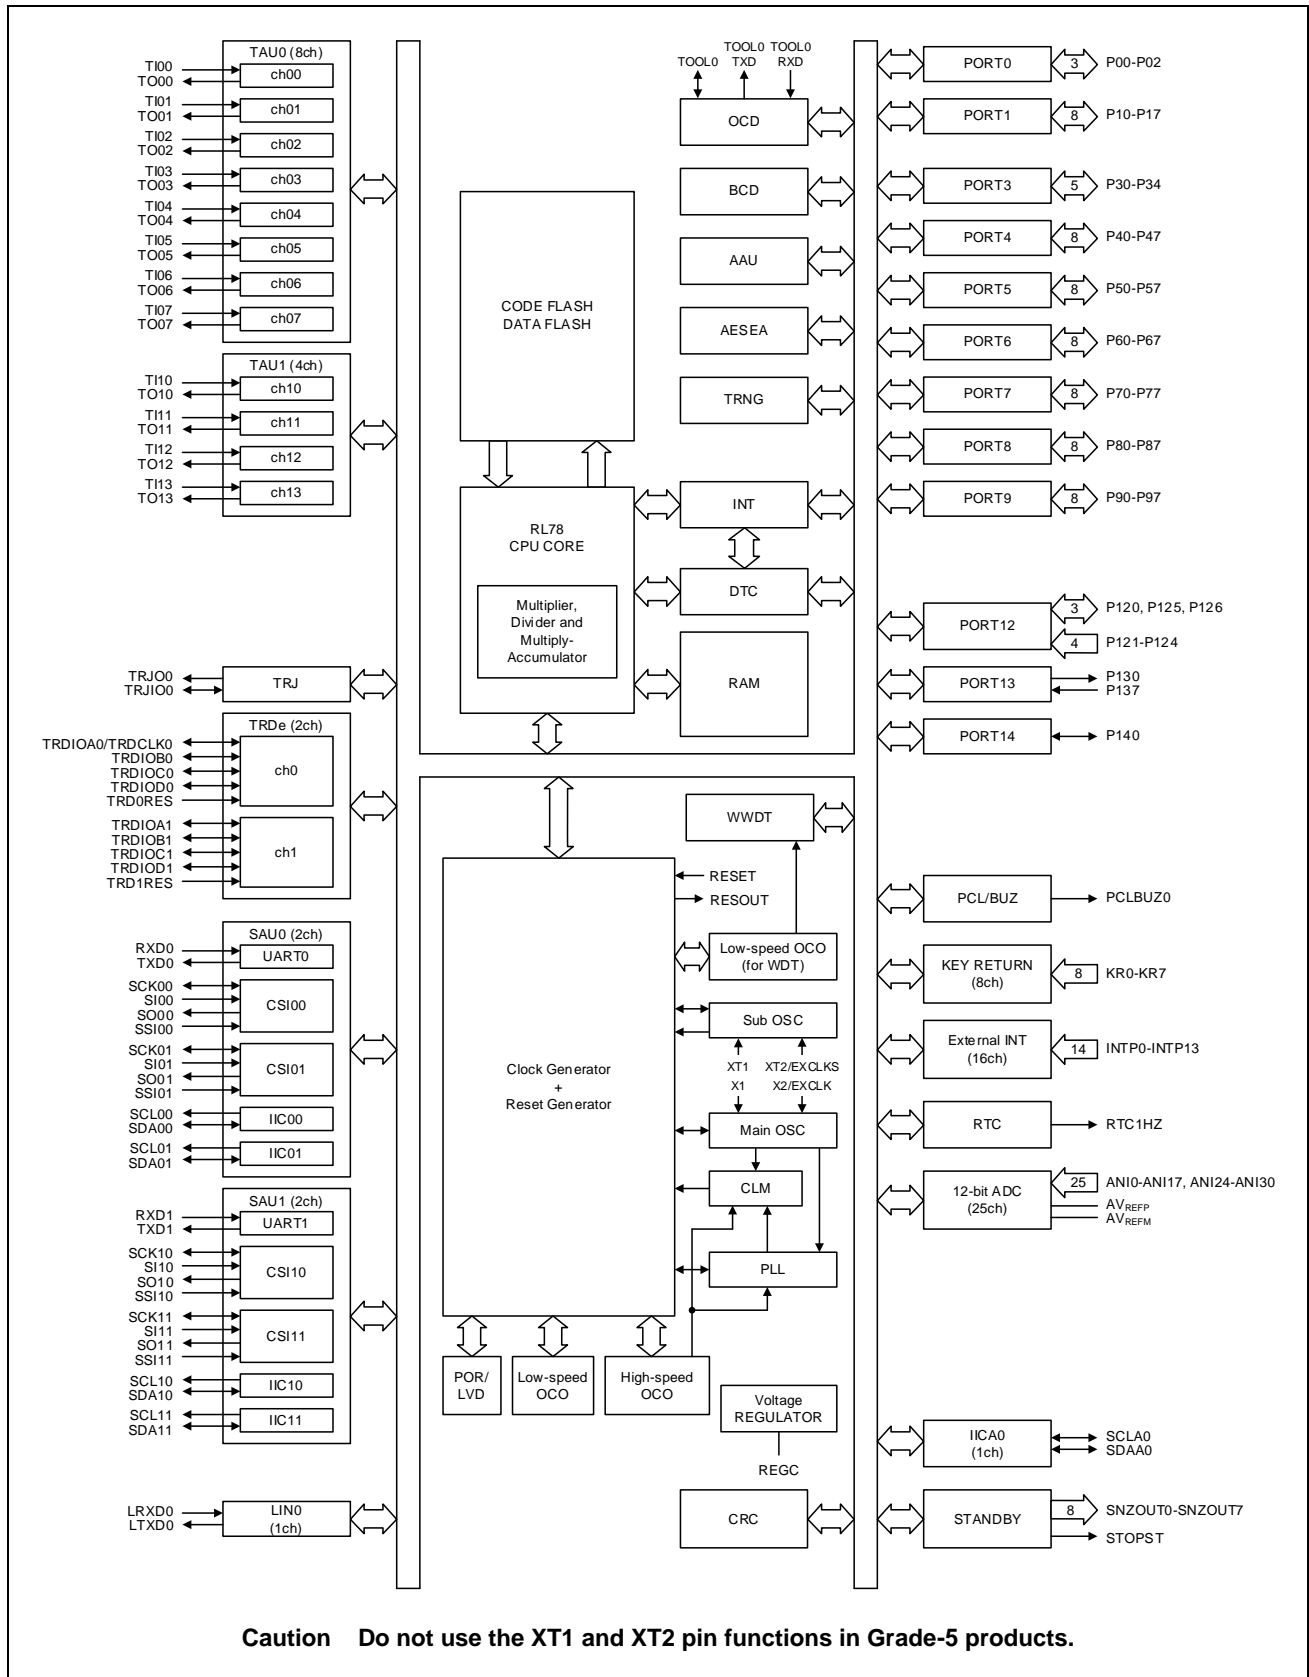 TAU0 (8ch)
TI00
TO00
ch00
TI01
TO01
ch01
TI02
TO02
ch02
TI03
TO03
ch03
TI04
TO04
ch04
TI05
TO05
ch05
TI06
TO06
ch06
TI07
TO07
ch07
TAU1 (4ch)
TI10
TO10
ch10
TI11
TO11
ch11
TI12
TO12
ch12
TI13
TO13
ch13
TRJO0
TRJIO0
TRJ
TRDe (2ch)
TRDIOA0/TRDCLK0
TRDIOB0
TRDIOC0
TRDIOD0
TRD0RES
ch0
TRDIOA1
TRDIOB1
TRDIOC1
TRDIOD1
TRD1RES
ch1
SAU0 (2ch)
RXD0
TXD0
UART0
SCK00
SI00
SO00
SSI00
CSI00
SCK01
SI01
SO01
SSI01
CSI01
SCL00
SDA00
IIC00
SCL01
SDA01
IIC01
SAU1 (2ch)
RXD1
TXD1
UART1
SCK10
SI10
SO10
SSI10
CSI10
SCK11
SI11
SO11
SSI11
CSI11
SCL10
SDA10
IIC10
SCL11
SDA11
IIC11
LRXD0
LTXD0
LIN0
(1ch)
CODE FLASH
DATA FLASH
RL78
CPU CORE
Multiplier,
Divider and
Multiply-
Accumulator
TOOL0
TOOL0
TXD
TOOL0
RXD
OCD
BCD
AAU
AESEA
TRNG
INT
DTC
RAM
WWDT
Clock Generator
+
Reset Generator
RESET
RESOUT
Low-speed OCO
(for WDT)
Sub OSC
XT1
XT2/EXCLKS
X1
X2/EXCLK
Main OSC
CLM
PLL
POR/
LVD
Low-speed
OCO
High-speed
OCO
Voltage
REGULATOR
REGC
CRC
PORT0
3
P00-P02
PORT1
8
P10-P17
PORT3
5
P30-P34
PORT4
8
P40-P47
PORT5
8
P50-P57
PORT6
8
P60-P67
PORT7
8
P70-P77
PORT8
8
P80-P87
PORT9
8
P90-P97
PORT12
3
P120, P125, P126
4
P121-P124
PORT13
P130
P137
PORT14
P140
PCL/BUZ
PCLBUZ0
KEY RETURN
(8ch)
8
KR0-KR7
External INT
(16ch)
14
INTP0-INTP13
RTC
RTC1HZ
12-bit ADC
(25ch)
25
ANI0-ANI17, ANI24-ANI30
AVREFP
AVREFM
IICA0
(1ch)
SCLA0
SDAA0
STANDBY
8
SNZOUT0-SNZOUT7
STOPST
Caution Do not use the XT1 and XT2 pin functions in Grade-5 products.